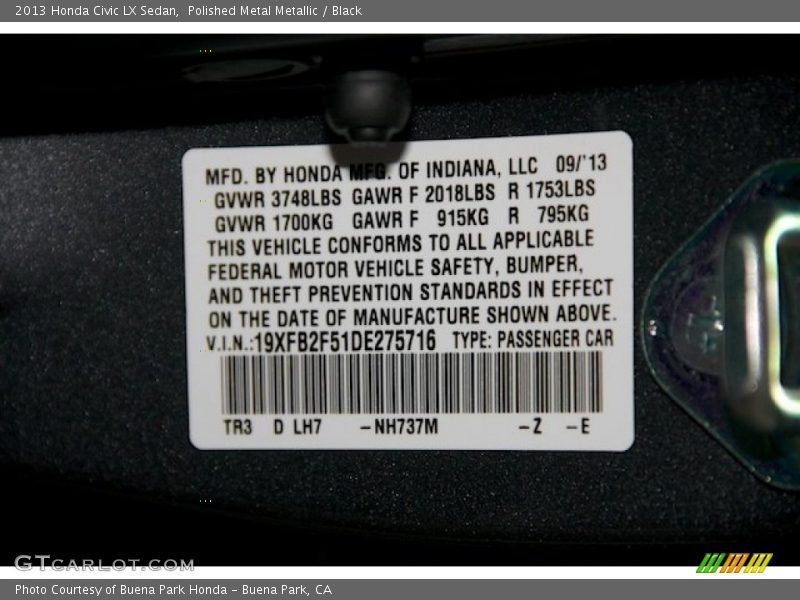 2013 Honda Civic LX Sedan, Polished Metal Metallic / Black
MFD. BY HONDA MFG. OF INDIANA, LLC 09/'13
GVWR 3748LBS GAWR F 2018LBS R 1753LBS
GVWR 1700KG GAWR F 915KG R 795KG
THIS VEHICLE CONFORMS TO ALL APPLICABLE
FEDERAL MOTOR VEHICLE SAFETY, BUMPER,
AND THEFT PREVENTION STANDARDS IN EFFECT
ON THE DATE OF MANUFACTURE SHOWN ABOVE.
V.I.N.:19XFB2F51DE275716 TYPE: PASSENGER CAR
TR3 D LH7 -NH737M -Z -E
GTCARLOT.COM
Photo Courtesy of Buena Park Honda - Buena Park, CA